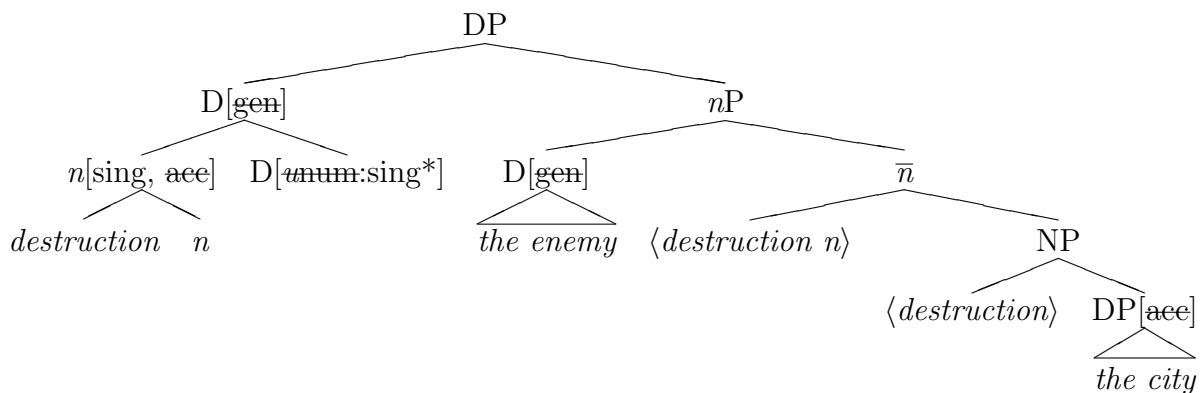 DP
D[gen] nP
n[sing, acc] D[unum:sing*] D[gen] n̅
destruction n the enemy ⟨destruction n⟩ NP
⟨destruction⟩ DP[acc]
the city